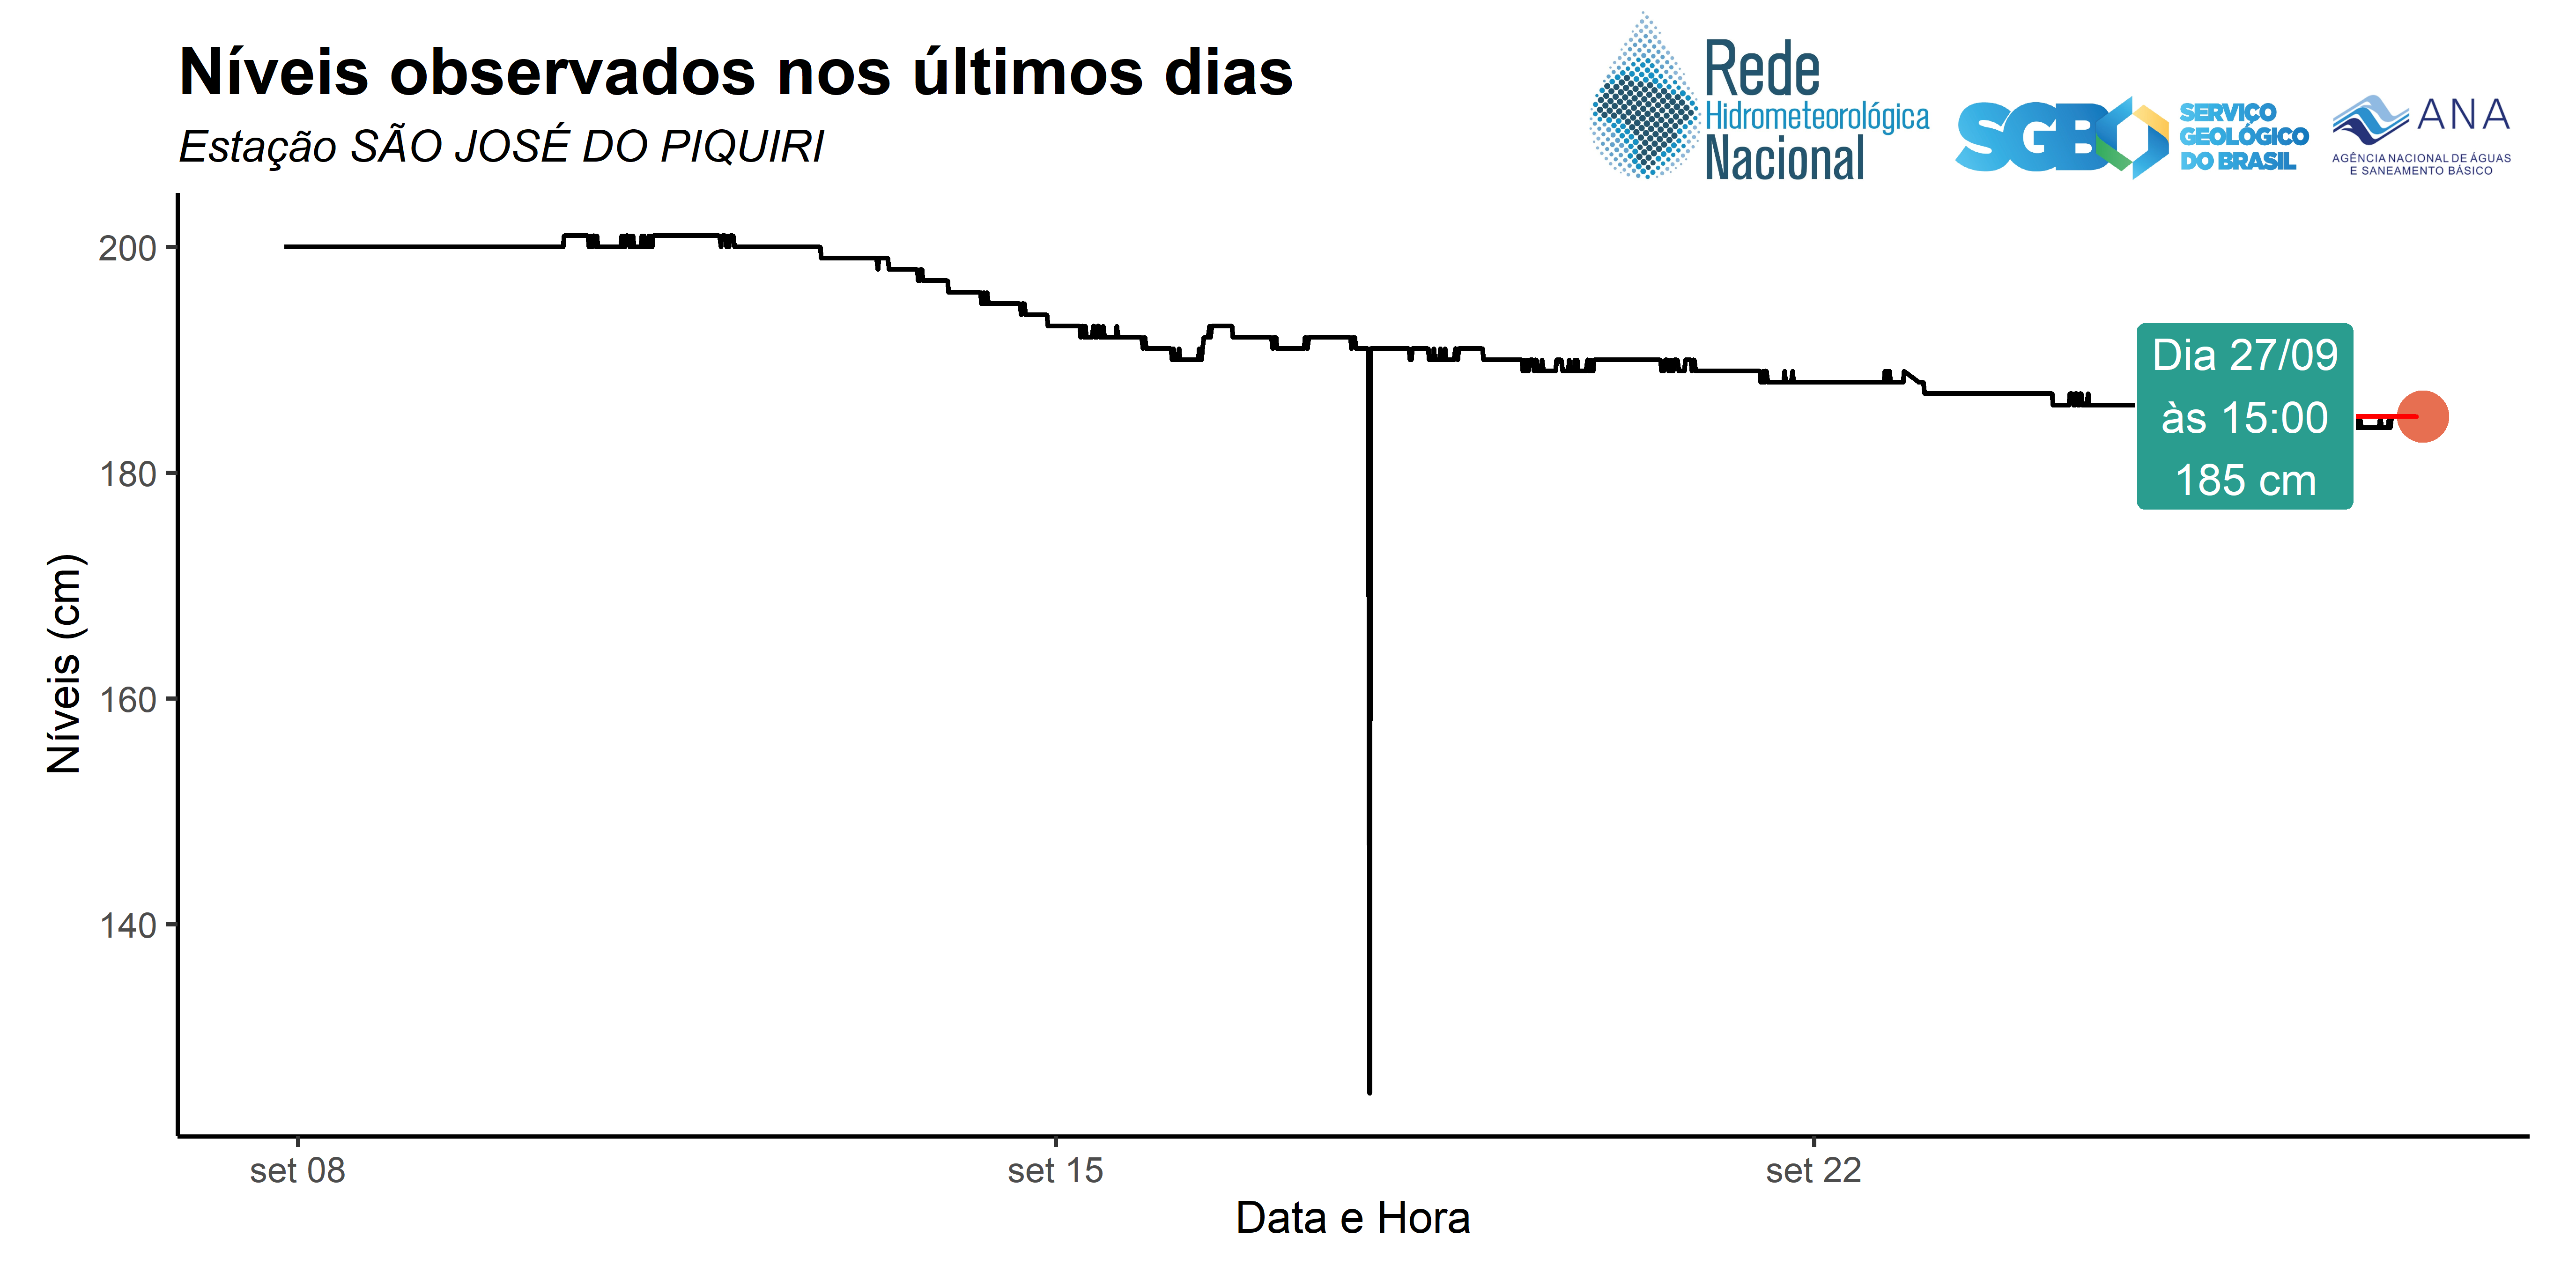 Níveis observados nos últimos dias
Estação SÃO JOSÉ DO PIQUIRI
Rede
Hidrometeorológica
Nacional
SGB
SERVIÇO
GEOLÓGICO
DO BRASIL
ANA
AGÊNCIA NACIONAL DE ÁGUAS
E SANEAMENTO BÁSICO
Níveis (cm)
200
180
160
140
Dia 27/09
às 15:00
185 cm
set 08
set 15
set 22
Data e Hora